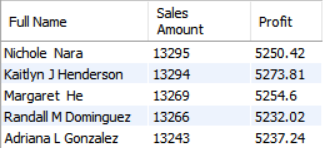 Full Name Sales Amount Profit
Nichole  Nara 13295 5250.42
Kaitlyn J Henderson 13294 5273.81
Margaret  He 13269 5254.6
Randall M Dominguez 13266 5232.02
Adriana L Gonzalez 13243 5237.24